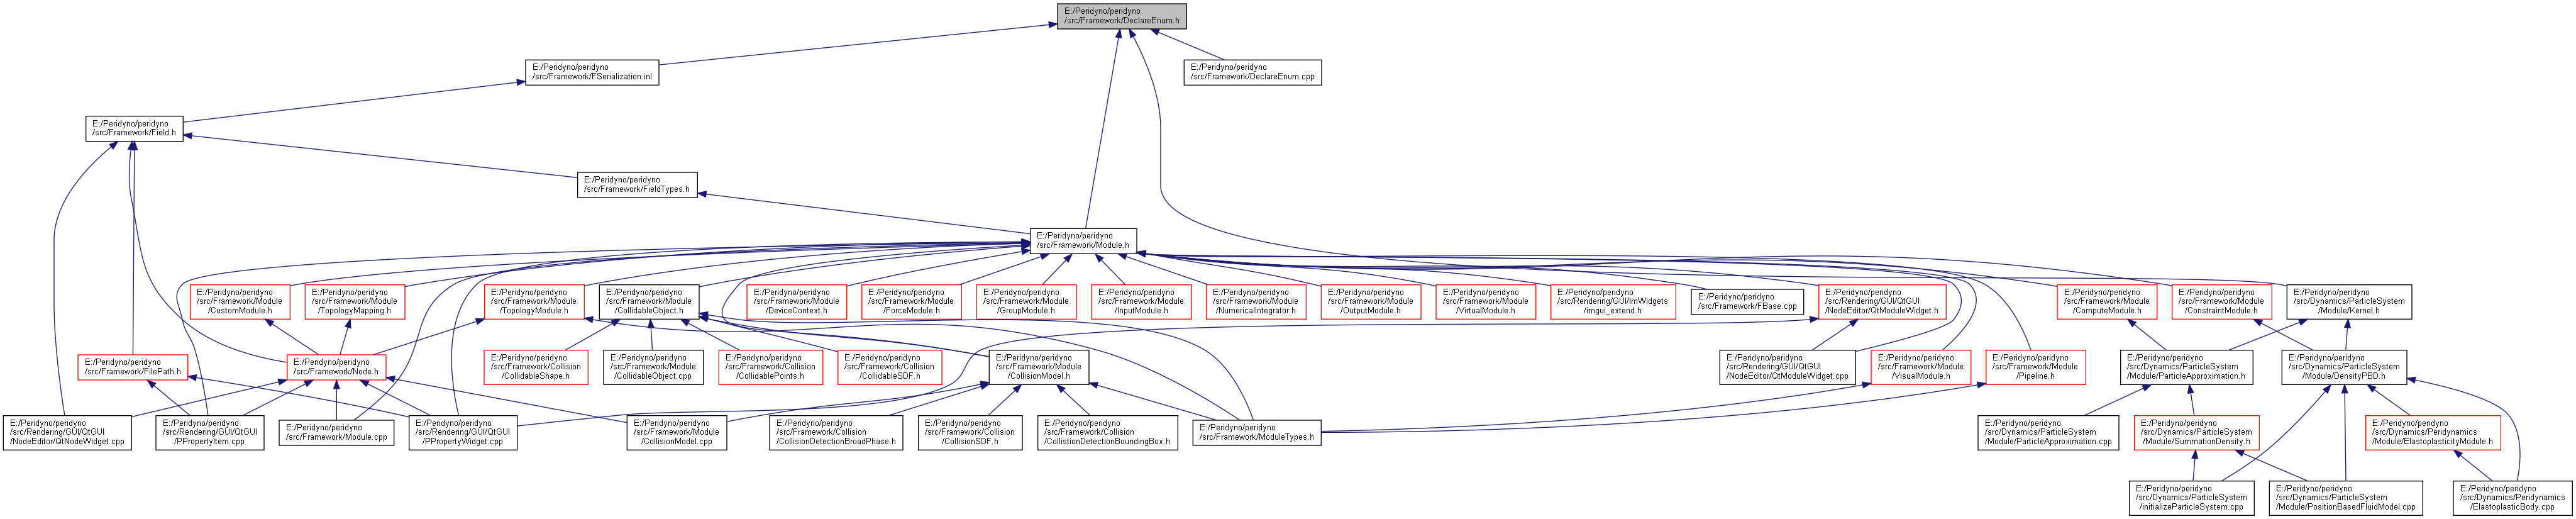 E:/Peridyno/peridyno
/src/Framework/DeclareEnum.h
E:/Peridyno/peridyno
/src/Framework/FSerialization.inl
E:/Peridyno/peridyno
/src/Framework/DeclareEnum.cpp
E:/Peridyno/peridyno
/src/Framework/Field.h
E:/Peridyno/peridyno
/src/Framework/FieldTypes.h
E:/Peridyno/peridyno
/src/Framework/Module.h
E:/Peridyno/peridyno
/src/Framework/Module
/CustomModule.h
E:/Peridyno/peridyno
/src/Framework/Module
/TopologyMapping.h
E:/Peridyno/peridyno
/src/Framework/Module
/TopologyModule.h
E:/Peridyno/peridyno
/src/Framework/Module
/CollidableObject.h
E:/Peridyno/peridyno
/src/Framework/Module
/DeviceContext.h
E:/Peridyno/peridyno
/src/Framework/Module
/ForceModule.h
E:/Peridyno/peridyno
/src/Framework/Module
/GroupModule.h
E:/Peridyno/peridyno
/src/Framework/Module
/InputModule.h
E:/Peridyno/peridyno
/src/Framework/Module
/NumericalIntegrator.h
E:/Peridyno/peridyno
/src/Framework/Module
/OutputModule.h
E:/Peridyno/peridyno
/src/Framework/Module
/VirtualModule.h
E:/Peridyno/peridyno
/src/Rendering/GUI/ImWidgets
/imgui_extend.h
E:/Peridyno/peridyno
/src/Framework/FBase.cpp
E:/Peridyno/peridyno
/src/Rendering/GUI/QtGUI
/NodeEditor/QtModuleWidget.h
E:/Peridyno/peridyno
/src/Framework/Module
/ComputeModule.h
E:/Peridyno/peridyno
/src/Framework/Module
/ConstraintModule.h
E:/Peridyno/peridyno
/src/Dynamics/ParticleSystem
/Module/Kernel.h
E:/Peridyno/peridyno
/src/Framework/FilePath.h
E:/Peridyno/peridyno
/src/Framework/Node.h
E:/Peridyno/peridyno
/src/Framework/Collision
/CollidableShape.h
E:/Peridyno/peridyno
/src/Framework/Module
/CollidableObject.cpp
E:/Peridyno/peridyno
/src/Framework/Collision
/CollidablePoints.h
E:/Peridyno/peridyno
/src/Framework/Collision
/CollidableSDF.h
E:/Peridyno/peridyno
/src/Framework/Module
/CollisionModel.h
E:/Peridyno/peridyno
/src/Rendering/GUI/QtGUI
/NodeEditor/QtModuleWidget.cpp
E:/Peridyno/peridyno
/src/Framework/Module
/VisualModule.h
E:/Peridyno/peridyno
/src/Framework/Module
/Pipeline.h
E:/Peridyno/peridyno
/src/Dynamics/ParticleSystem
/Module/ParticleApproximation.h
E:/Peridyno/peridyno
/src/Dynamics/ParticleSystem
/Module/DensityPBD.h
E:/Peridyno/peridyno
/src/Rendering/GUI/QtGUI
/NodeEditor/QtNodeWidget.cpp
E:/Peridyno/peridyno
/src/Rendering/GUI/QtGUI
/PPropertyItem.cpp
E:/Peridyno/peridyno
/src/Framework/Module.cpp
E:/Peridyno/peridyno
/src/Rendering/GUI/QtGUI
/PPropertyWidget.cpp
E:/Peridyno/peridyno
/src/Framework/Module
/CollisionModel.cpp
E:/Peridyno/peridyno
/src/Framework/Collision
/CollisionDetectionBroadPhase.h
E:/Peridyno/peridyno
/src/Framework/Collision
/CollisionSDF.h
E:/Peridyno/peridyno
/src/Framework/Collision
/CollistionDetectionBoundingBox.h
E:/Peridyno/peridyno
/src/Framework/ModuleTypes.h
E:/Peridyno/peridyno
/src/Dynamics/ParticleSystem
/Module/ParticleApproximation.cpp
E:/Peridyno/peridyno
/src/Dynamics/ParticleSystem
/Module/SummationDensity.h
E:/Peridyno/peridyno
/src/Dynamics/Peridynamics
/Module/ElastoplasticityModule.h
E:/Peridyno/peridyno
/src/Dynamics/ParticleSystem
/initializeParticleSystem.cpp
E:/Peridyno/peridyno
/src/Dynamics/ParticleSystem
/Module/PositionBasedFluidModel.cpp
E:/Peridyno/peridyno
/src/Dynamics/Peridynamics
/ElastoplasticBody.cpp